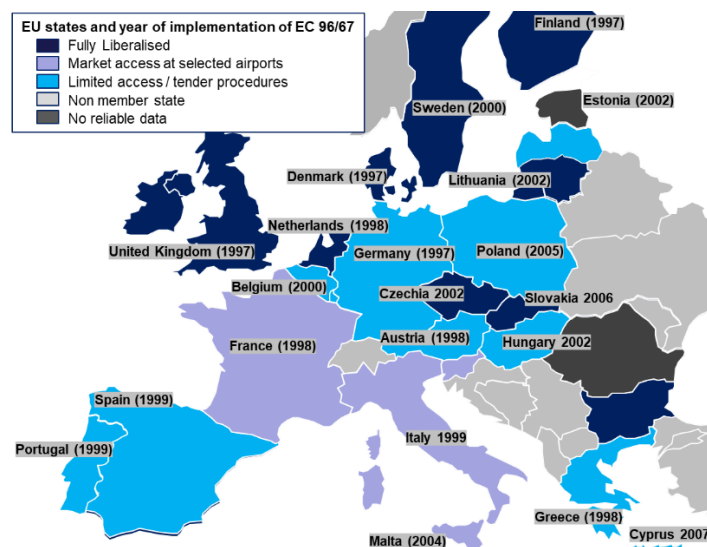 EU states and year of implementation of EC 96/67
Fully Liberalised
Market access at selected airports
Limited access / tender procedures
Non member state
No reliable data
Finland (1997)
Sweden (2000)
Estonia (2002)
Denmark (1997)
Lithuania (2002)
Netherlands (1998)
United Kingdom (1997)
Germany (1997)
Poland (2005)
Belgium (2000)
Czechia 2002
Slovakia 2006
France (1998)
Austria (1998)
Hungary 2002
Spain (1999)
Portugal (1999)
Italy 1999
Greece (1998)
Malta (2004)
Cyprus 2007